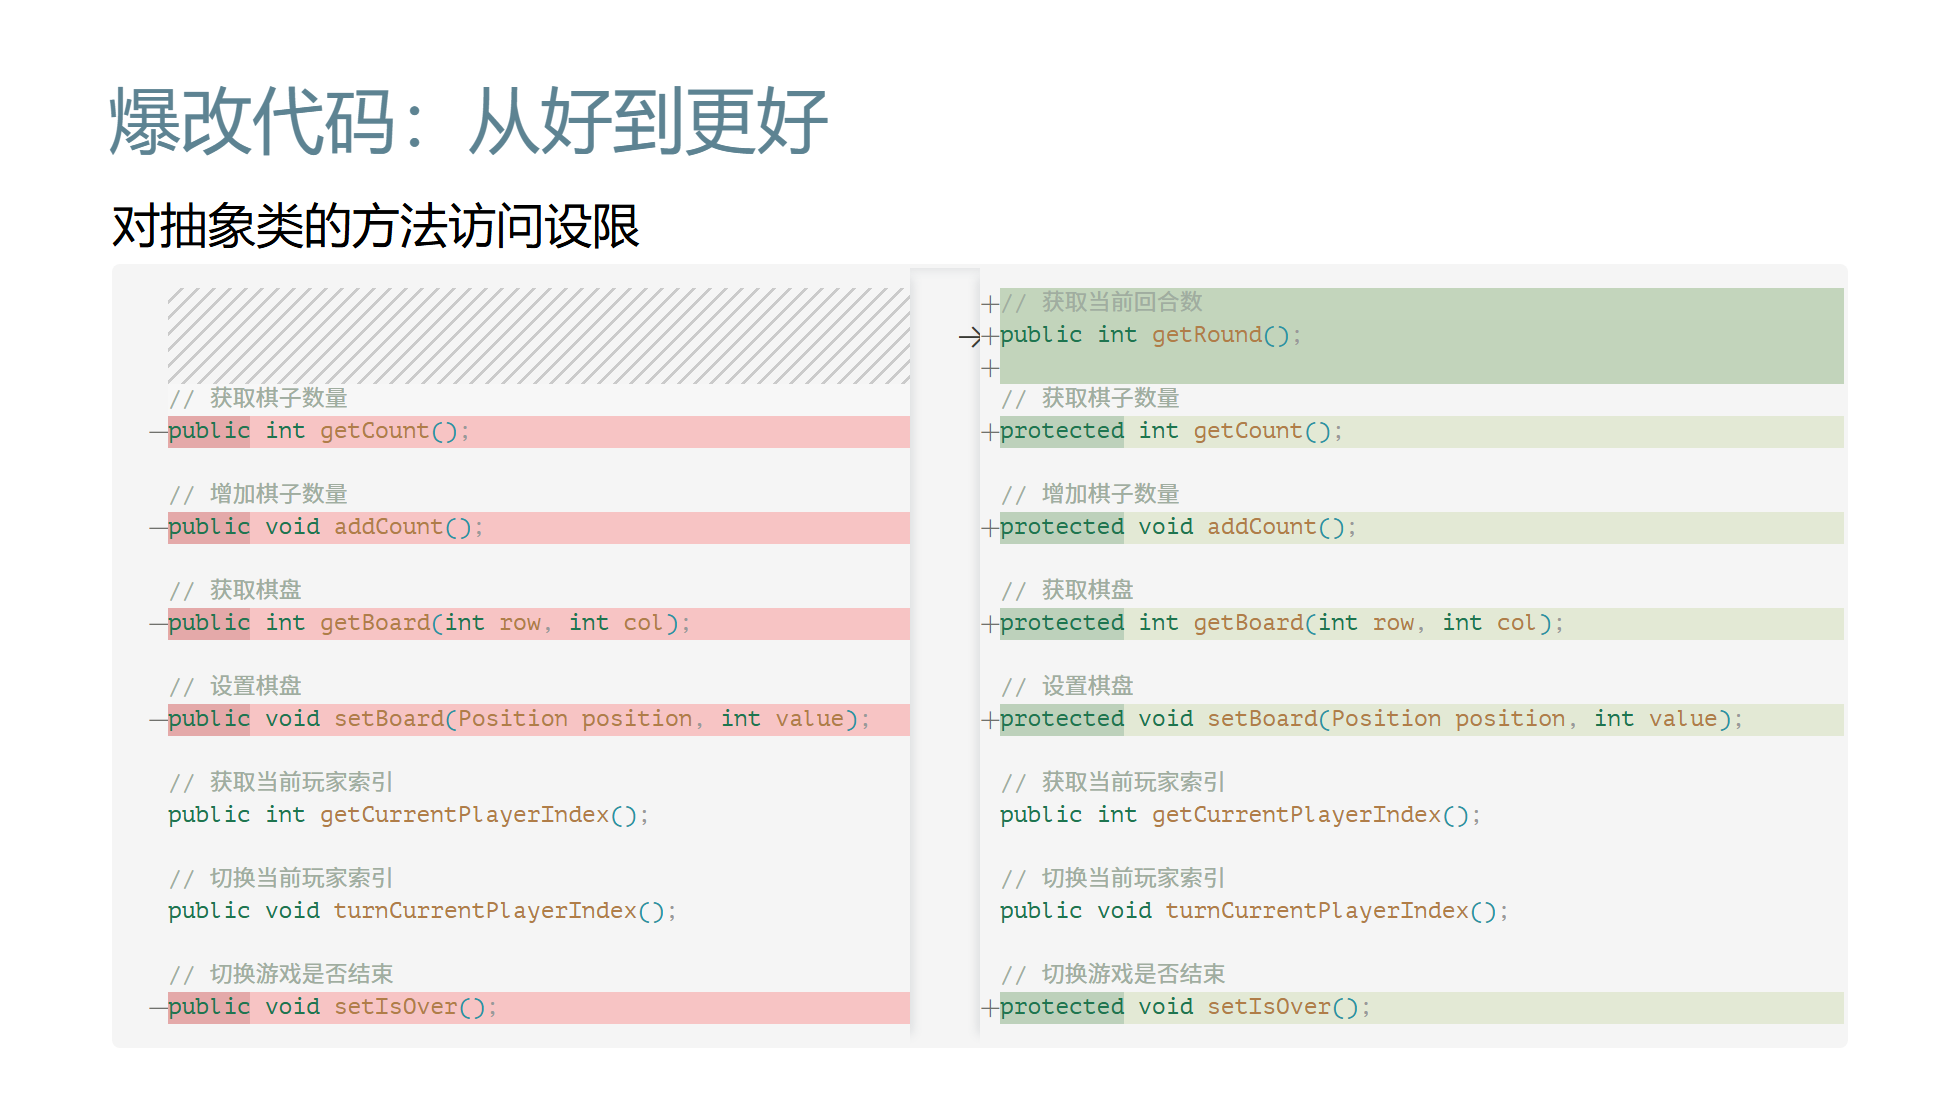 爆改代码：从好到更好
对抽象类的方法访问设限
// 获取棋子数量
—public int getCount();
// 增加棋子数量
—public void addCount();
// 获取棋盘
—public int getBoard(int row, int col);
// 设置棋盘
—public void setBoard(Position position, int value);
// 获取当前玩家索引
public int getCurrentPlayerIndex();
// 切换当前玩家索引
public void turnCurrentPlayerIndex();
// 切换游戏是否结束
—public void setIsOver();
+// 获取当前回合数
→+public int getRound();
+
// 获取棋子数量
+protected int getCount();
// 增加棋子数量
+protected void addCount();
// 获取棋盘
+protected int getBoard(int row, int col);
// 设置棋盘
+protected void setBoard(Position position, int value);
// 获取当前玩家索引
public int getCurrentPlayerIndex();
// 切换当前玩家索引
public void turnCurrentPlayerIndex();
// 切换游戏是否结束
+protected void setIsOver();